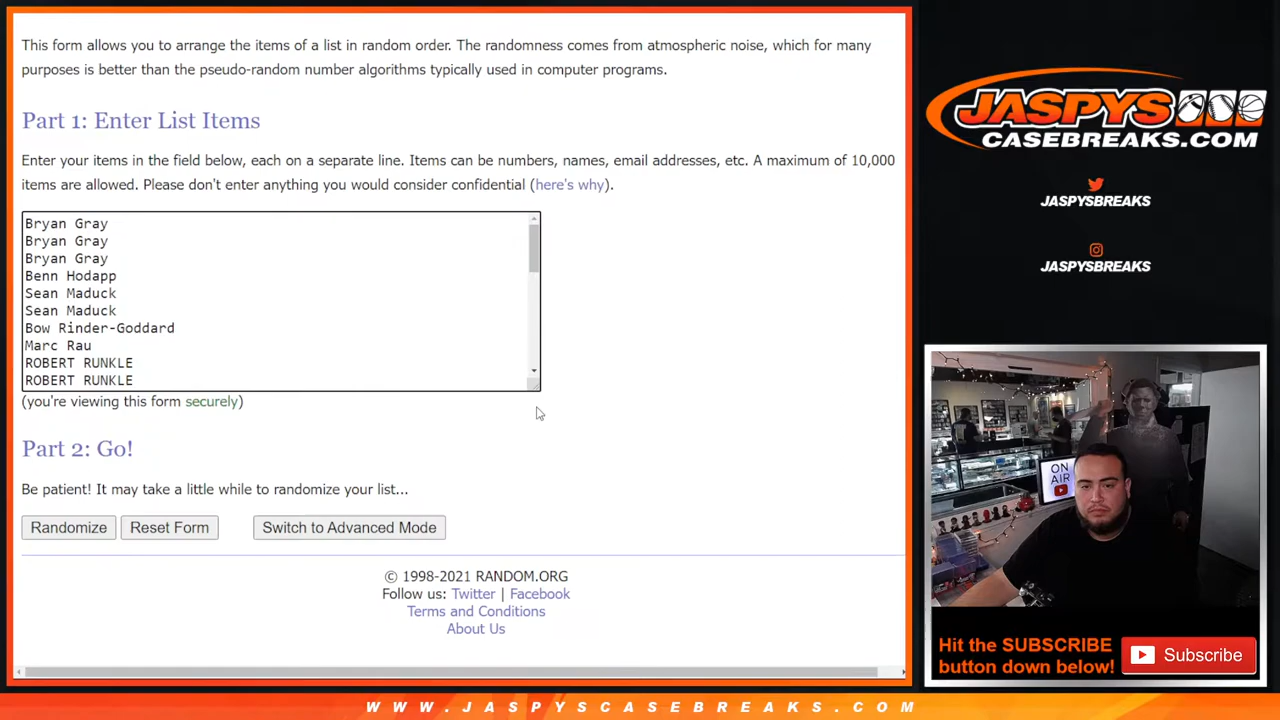 This form allows you to arrange the items of a list in random order. The randomness comes from atmospheric noise, which for many
purposes is better than the pseudo-random number algorithms typically used in computer programs.
Part 1: Enter List Items
Enter your items in the field below, each on a separate line. Items can be numbers, names, email addresses, etc. A maximum of 10,000
items are allowed. Please don't enter anything you would consider confidential (here's why).
Bryan Gray
Bryan Gray
Bryan Gray
Benn Hodapp
Sean Maduck
Sean Maduck
Bow Rinder-Goddard
Marc Rau
ROBERT RUNKLE
ROBERT RUNKLE
(you're viewing this form securely)
Part 2: Go!
Be patient! It may take a little while to randomize your list...
Randomize
Reset Form
Switch to Advanced Mode
© 1998-2021 RANDOM.ORG
Follow us: Twitter | Facebook
Terms and Conditions
About Us
JASPYS
CASEBREAKS.COM
JASPYSBREAKS
JASPYSBREAKS
ON
AIR
Hit the SUBSCRIBE
button down below!
Subscribe
WWW.JASPYSCASEBREAKS.COM